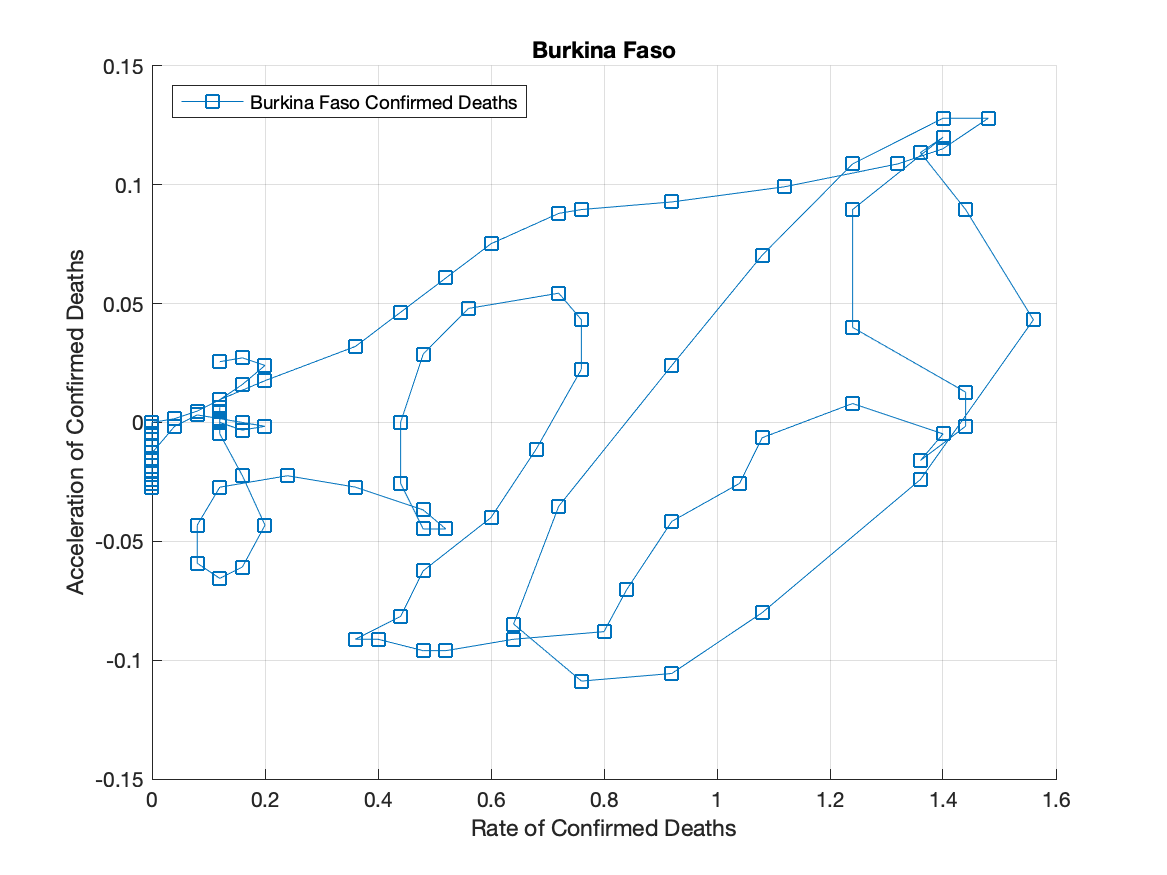 Burkina Faso
0.15
Burkina Faso Confirmed Deaths
0.1
0.05
0
-0.05
-0.1
-0.15
Acceleration of Confirmed Deaths
0 0.2 0.4 0.6 0.8 1 1.2 1.4 1.6
Rate of Confirmed Deaths